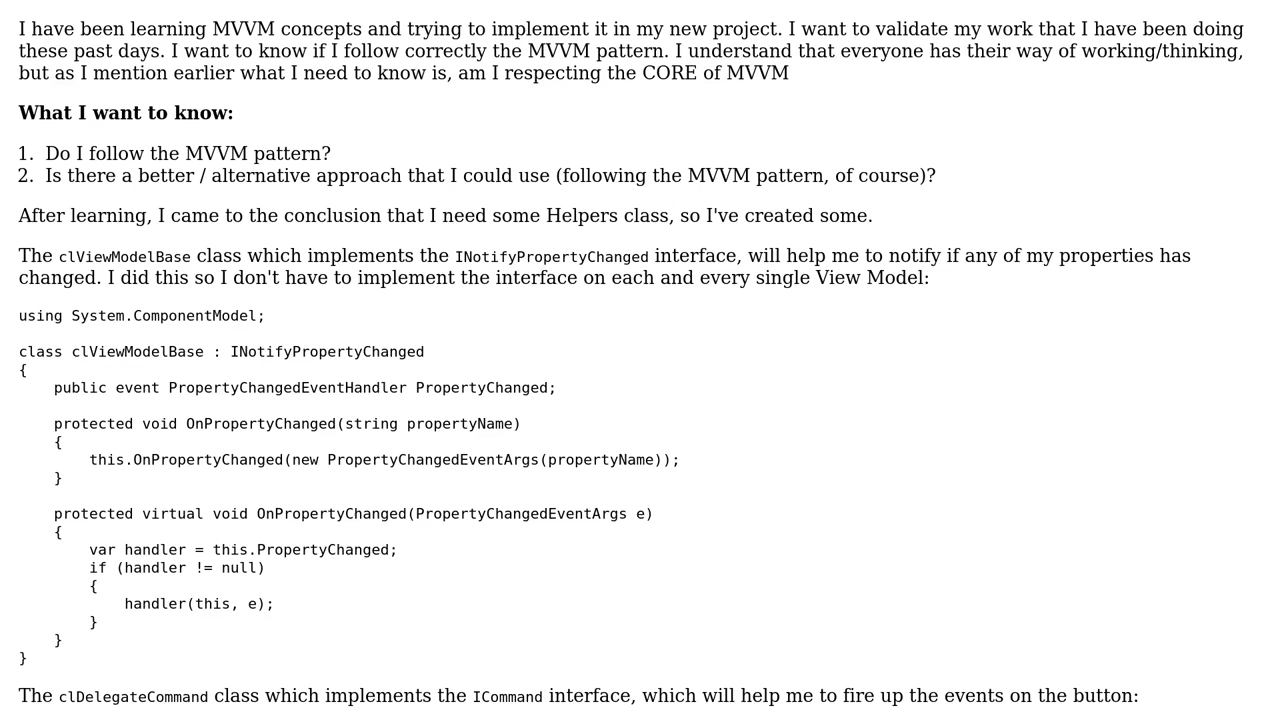 I have been learning MVVM concepts and trying to implement it in my new project. I want to validate my work that I have been doing
these past days. I want to know if I follow correctly the MVVM pattern. I understand that everyone has their way of working/thinking,
but as I mention earlier what I need to know is, am I respecting the CORE of MVVM
What I want to know:
1. Do I follow the MVVM pattern?
2. Is there a better / alternative approach that I could use (following the MVVM pattern, of course)?
After learning, I came to the conclusion that I need some Helpers class, so I've created some.
The clViewModelBase class which implements the INotifyPropertyChanged interface, will help me to notify if any of my properties has
changed. I did this so I don't have to implement the interface on each and every single View Model:
using System.ComponentModel;
class clViewModelBase : INotifyPropertyChanged
{
    public event PropertyChangedEventHandler PropertyChanged;
    protected void OnPropertyChanged(string propertyName)
    {
        this.OnPropertyChanged(new PropertyChangedEventArgs(propertyName));
    }
    protected virtual void OnPropertyChanged(PropertyChangedEventArgs e)
    {
        var handler = this.PropertyChanged;
        if (handler != null)
        {
            handler(this, e);
        }
    }
}
The clDelegateCommand class which implements the ICommand interface, which will help me to fire up the events on the button: